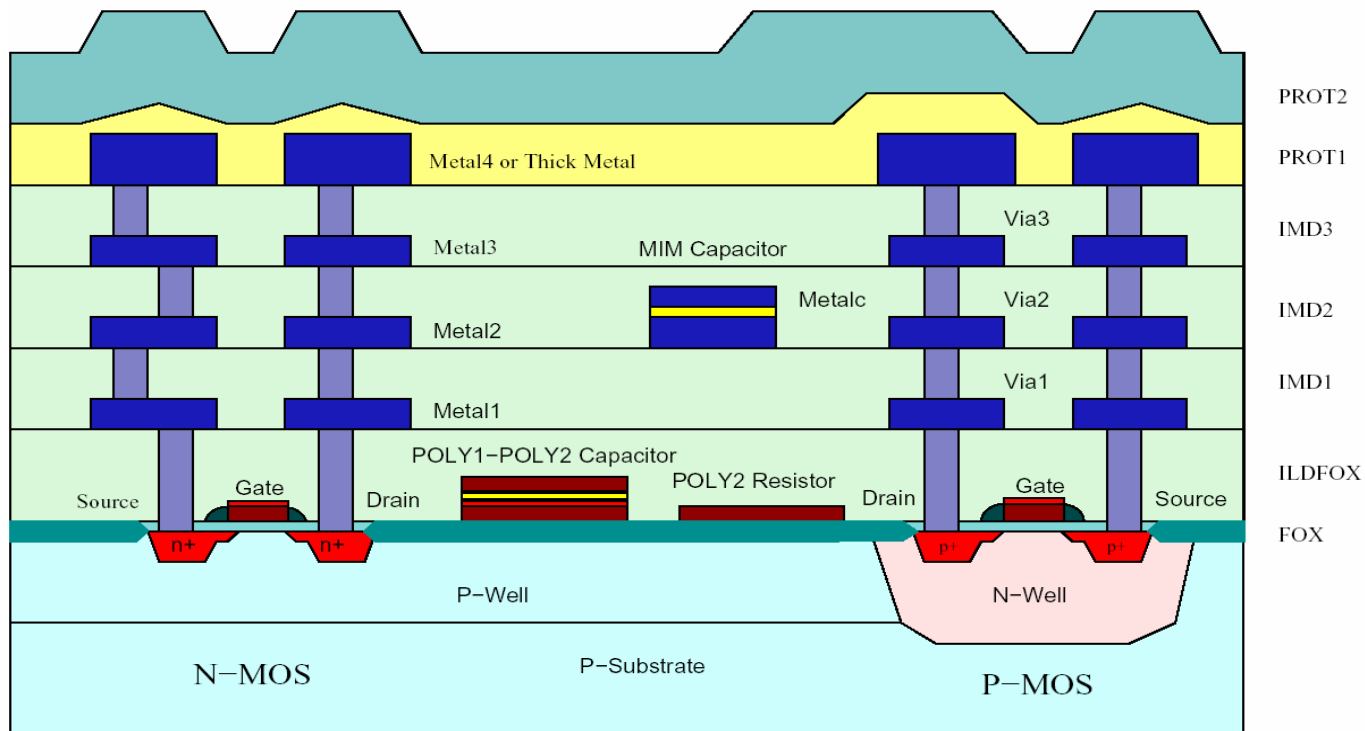 PROT2
Metal4 or Thick Metal
PROT1
Via3
Metal3
MIM Capacitor
IMD3
Metalc
Via2
Metal2
IMD2
Via1
Metal1
IMD1
POLY1-POLY2 Capacitor
Source
Gate
Drain
POLY2 Resistor
Drain
Gate
Source
ILDFOX
n+
n+
p+
p+
FOX
P-Well
N-Well
N-MOS
P-Substrate
P-MOS